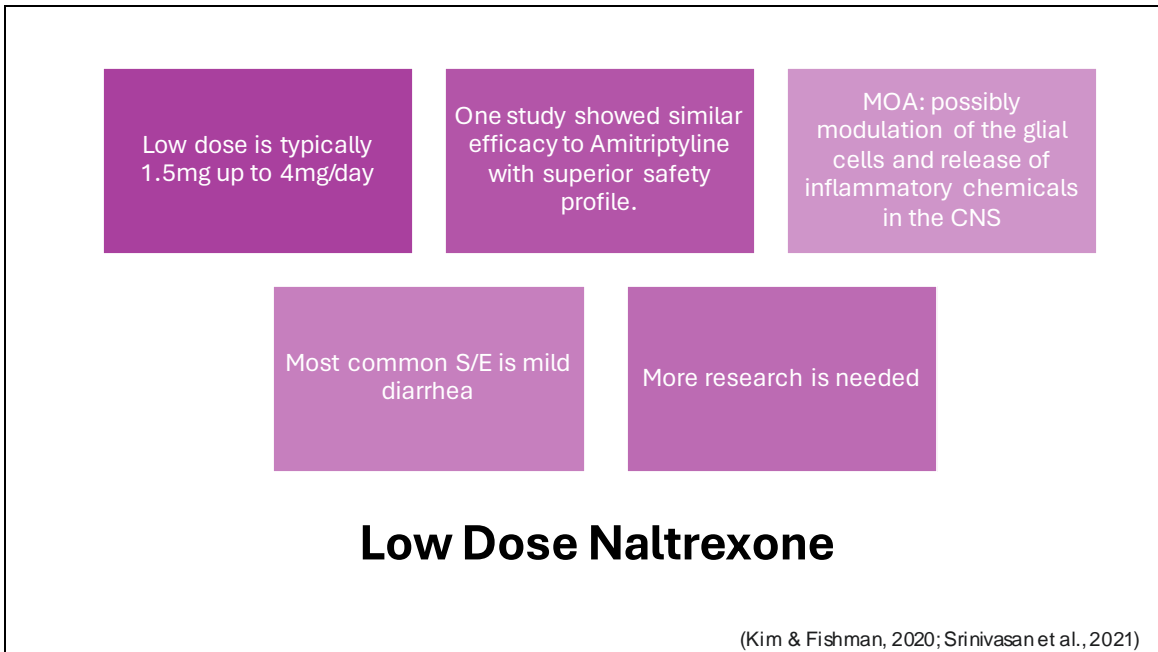 Low dose is typically
1.5mg up to 4mg/day
One study showed similar
efficacy to Amitriptyline
with superior safety
profile.
MOA: possibly
modulation of the glial
cells and release of
inflammatory chemicals
in the CNS
Most common S/E is mild
diarrhea
More research is needed
Low Dose Naltrexone
(Kim & Fishman, 2020; Srinivasan et al., 2021)